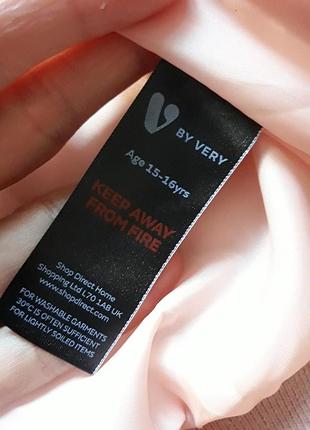 V BY VERY
Age 15-16yrs
KEEP AWAY
FROM FIRE
Shop Direct Home
Shopping Ltd L70 1AB UK
www.shopdirect.com
FOR WASHABLE GARMENTS
30°C IS OFTEN SUFFICIENT
FOR LIGHTLY SOILED ITEMS